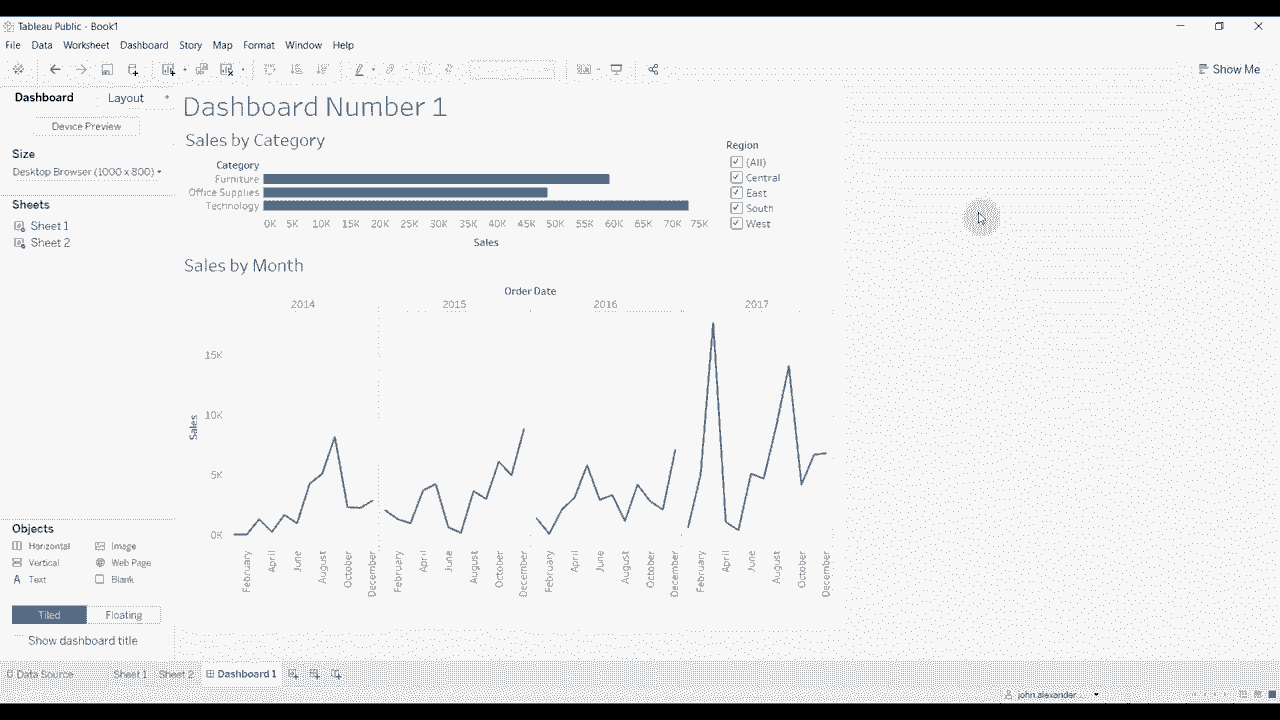 Tableau Public - Book1
File Data Worksheet Dashboard Story Map Format Window Help
Show Me
Dashboard Layout
Device Preview
Size
Desktop Browser (1000 x 800)
Sheets
Sheet 1
Sheet 2
Objects
Horizontal Image
Vertical Web Page
A Text Blank
Tiled Floating
Show dashboard title
Dashboard Number 1
Sales by Category
Category
Furniture
Office Supplies
Technology
0K 5K 10K 15K 20K 25K 30K 35K 40K 45K 50K 55K 60K 65K 70K 75K
Sales
Region
(All)
Central
East
South
West
Sales by Month
Order Date
2014 2015 2016 2017
15K
10K
5K
0K
Sales
February April June August October December February April June August October December February April June August October December February April June August October December
Data Source Sheet 1 Sheet 2 Dashboard 1
john.alexander...